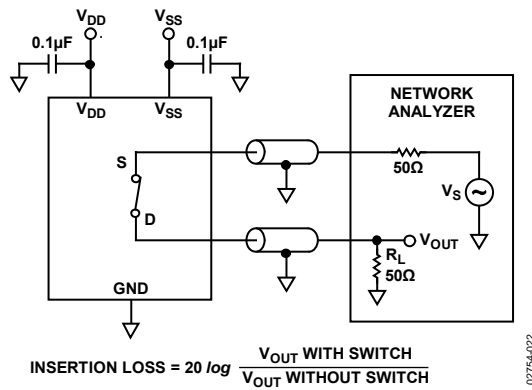 VDD
VSS
0.1µF
0.1µF
VDD
VSS
NETWORK
ANALYZER
S
50Ω
VS
D
VOUT
RL
50Ω
GND
INSERTION LOSS = 20 log VOUT WITH SWITCH
VOUT WITHOUT SWITCH
02754-022